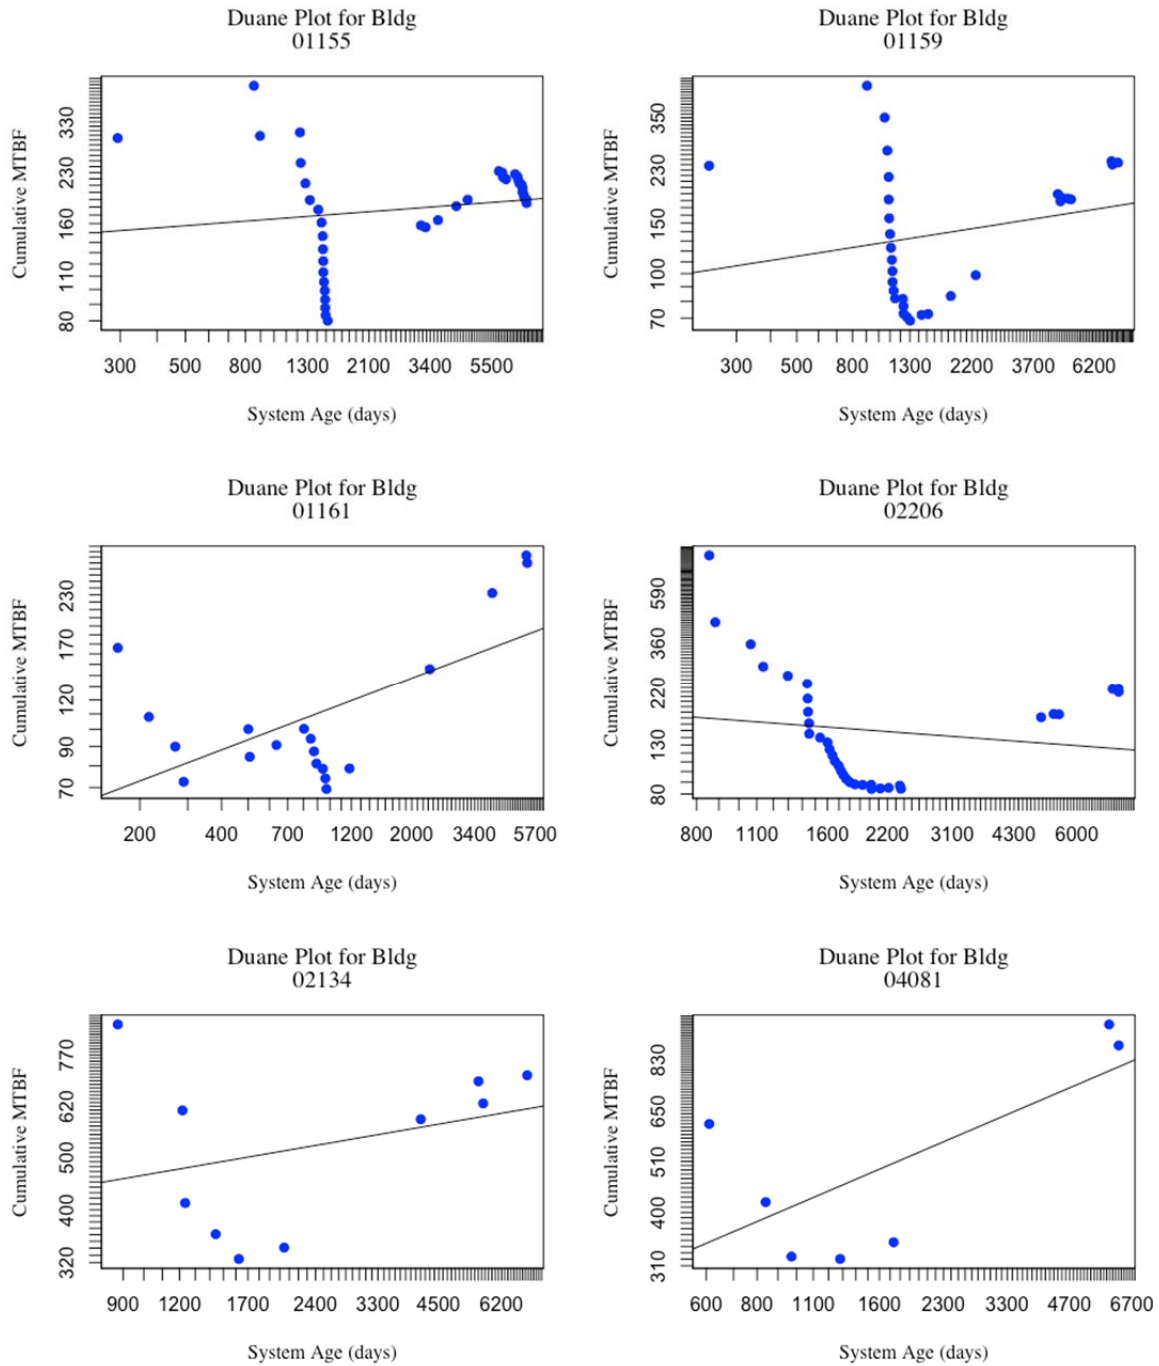 Duane Plot for Bldg
01155
Cumulative MTBF
330
230
160
110
80
300 500 800 1300 2100 3400 5500
System Age (days)
Duane Plot for Bldg
01159
Cumulative MTBF
350
230
150
100
70
300 500 800 1300 2200 3700 6200
System Age (days)
Duane Plot for Bldg
01161
Cumulative MTBF
230
170
120
90
70
200 400 700 1200 2000 3400 5700
System Age (days)
Duane Plot for Bldg
02206
Cumulative MTBF
590
360
220
130
80
800 1100 1600 2200 3100 4300 6000
System Age (days)
Duane Plot for Bldg
02134
Cumulative MTBF
770
620
500
400
320
900 1200 1700 2400 3300 4500 6200
System Age (days)
Duane Plot for Bldg
04081
Cumulative MTBF
830
650
510
400
310
600 800 1100 1600 2300 3300 4700 6700
System Age (days)